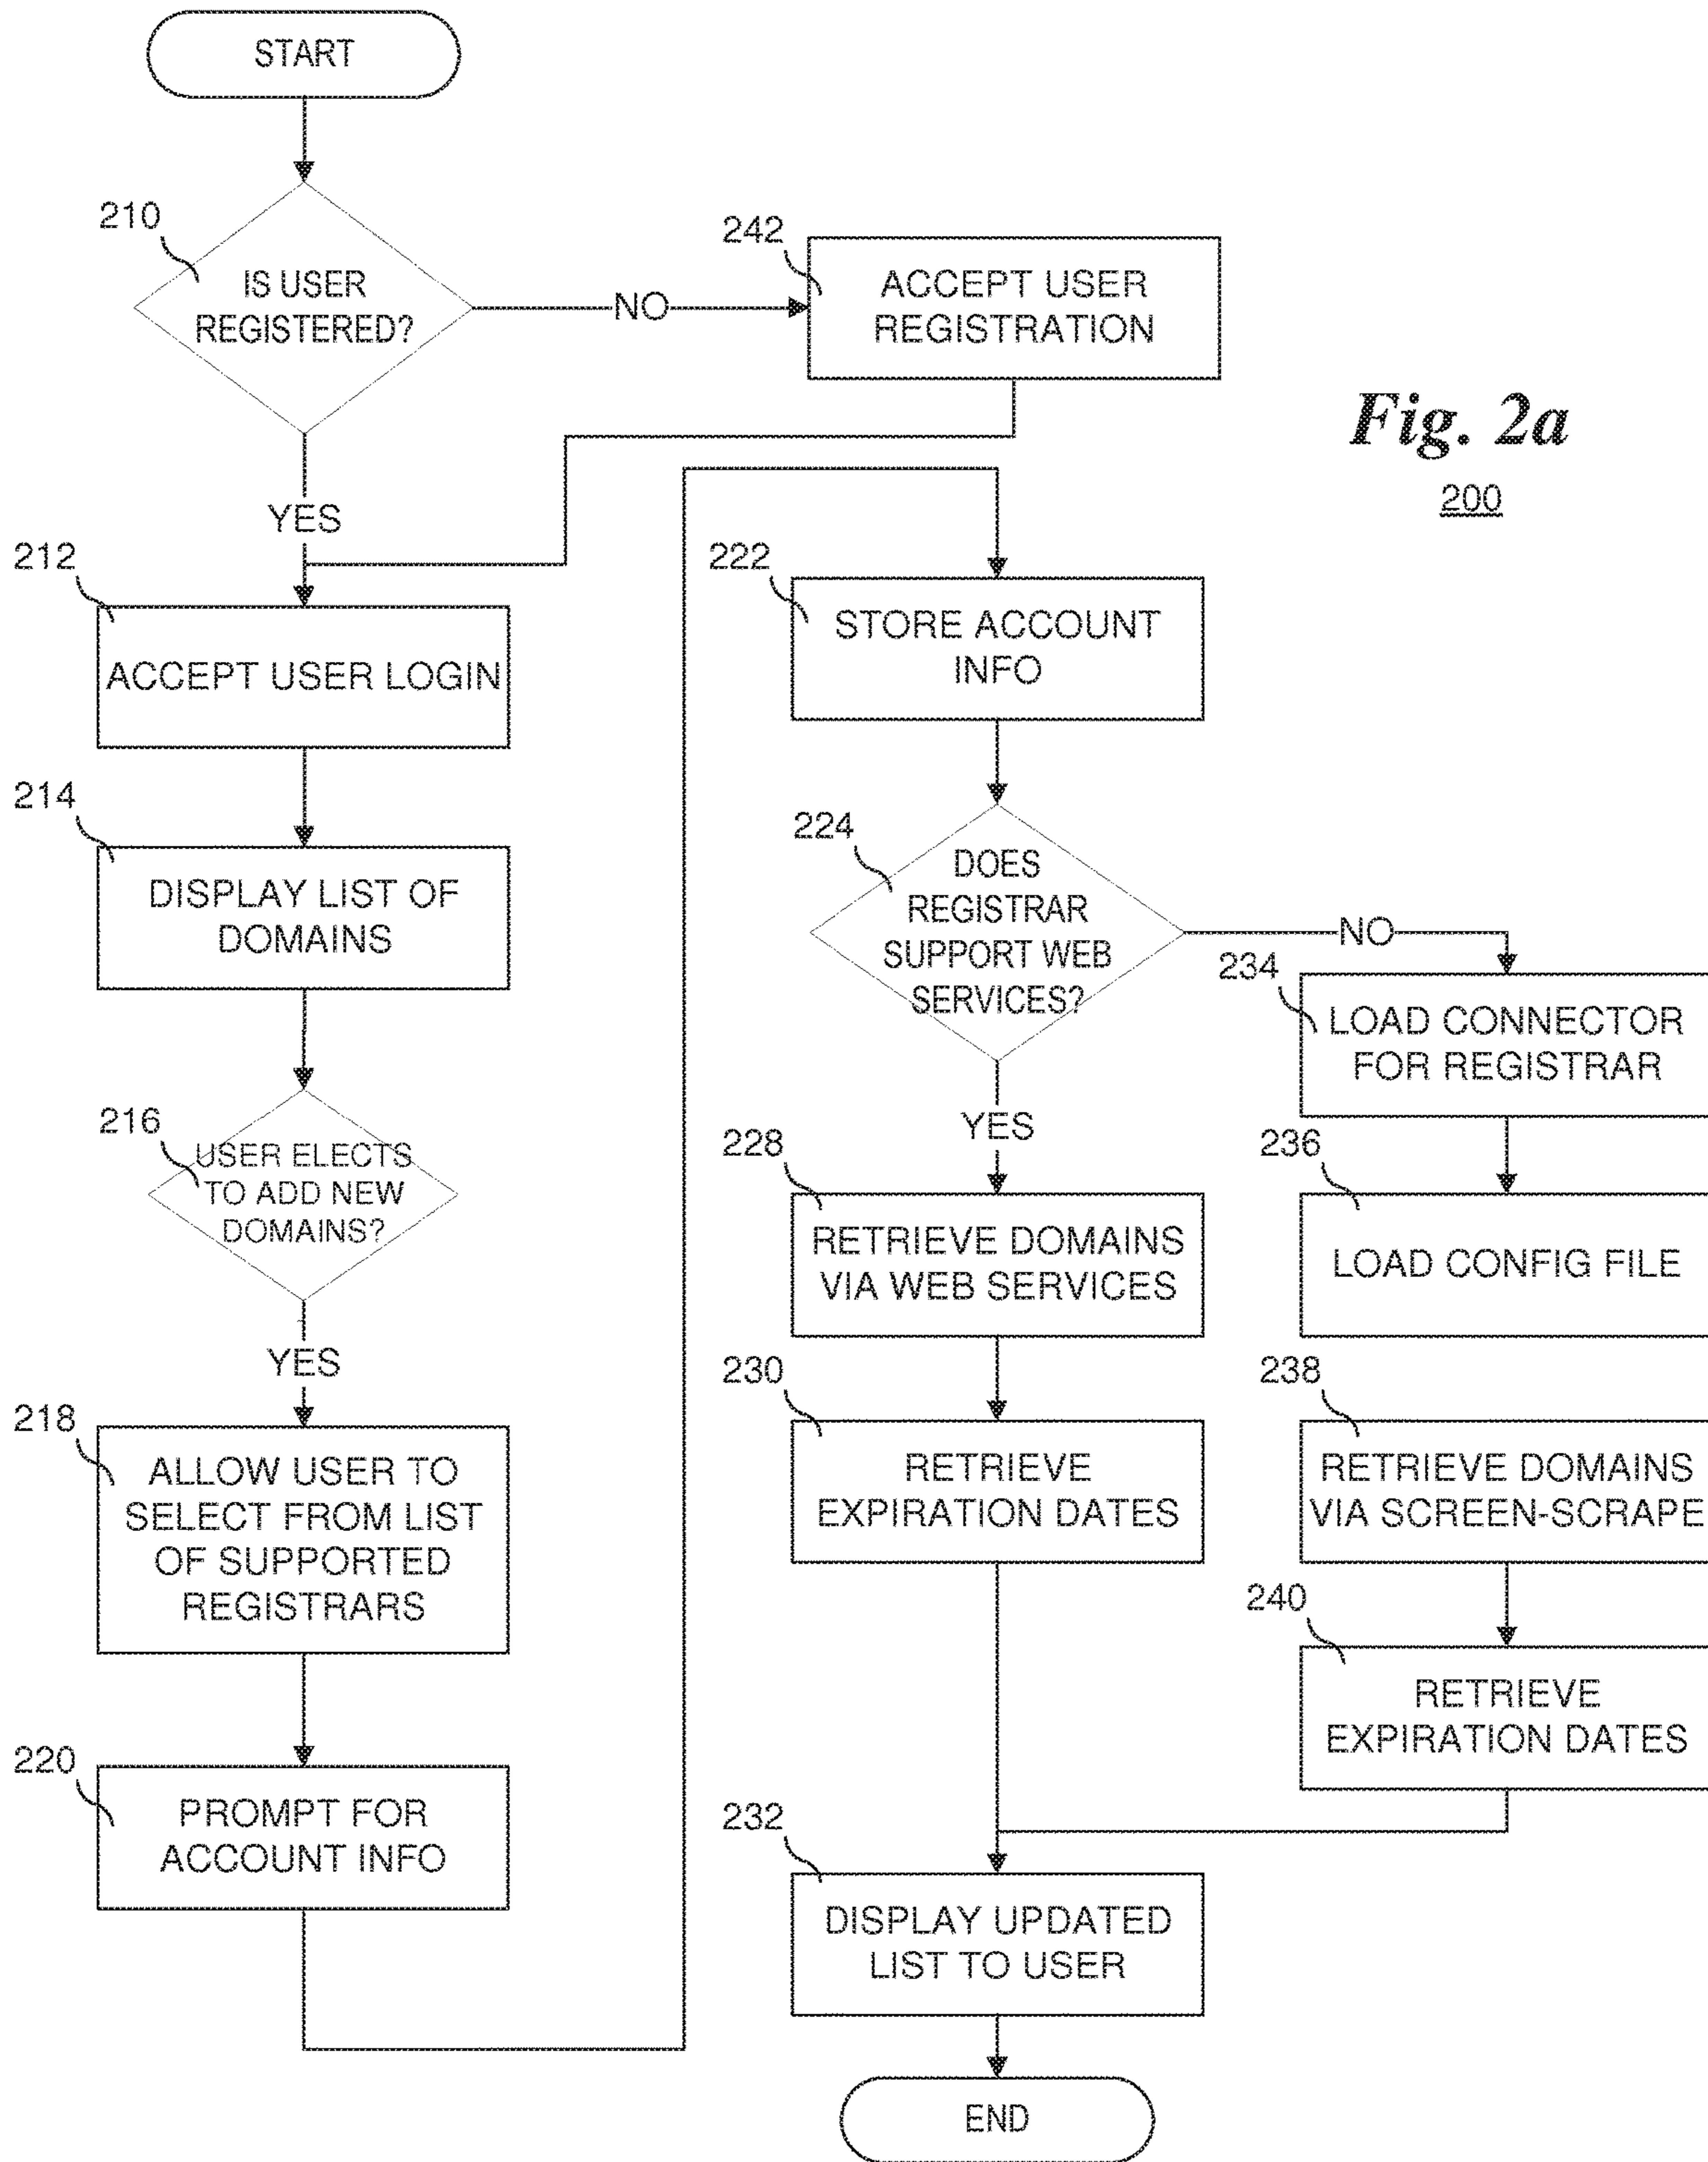 START
210
IS USER
REGISTERED?
NO
242
ACCEPT USER
REGISTRATION
Fig. 2a
200
YES
212
ACCEPT USER LOGIN
214
DISPLAY LIST OF
DOMAINS
216
USER ELECTS
TO ADD NEW
DOMAINS?
YES
218
ALLOW USER TO
SELECT FROM LIST
OF SUPPORTED
REGISTRARS
220
PROMPT FOR
ACCOUNT INFO
222
STORE ACCOUNT
INFO
224
DOES
REGISTRAR
SUPPORT WEB
SERVICES?
NO
YES
228
RETRIEVE DOMAINS
VIA WEB SERVICES
230
RETRIEVE
EXPIRATION DATES
234
LOAD CONNECTOR
FOR REGISTRAR
236
LOAD CONFIG FILE
238
RETRIEVE DOMAINS
VIA SCREEN-SCRAPE
240
RETRIEVE
EXPIRATION DATES
232
DISPLAY UPDATED
LIST TO USER
END